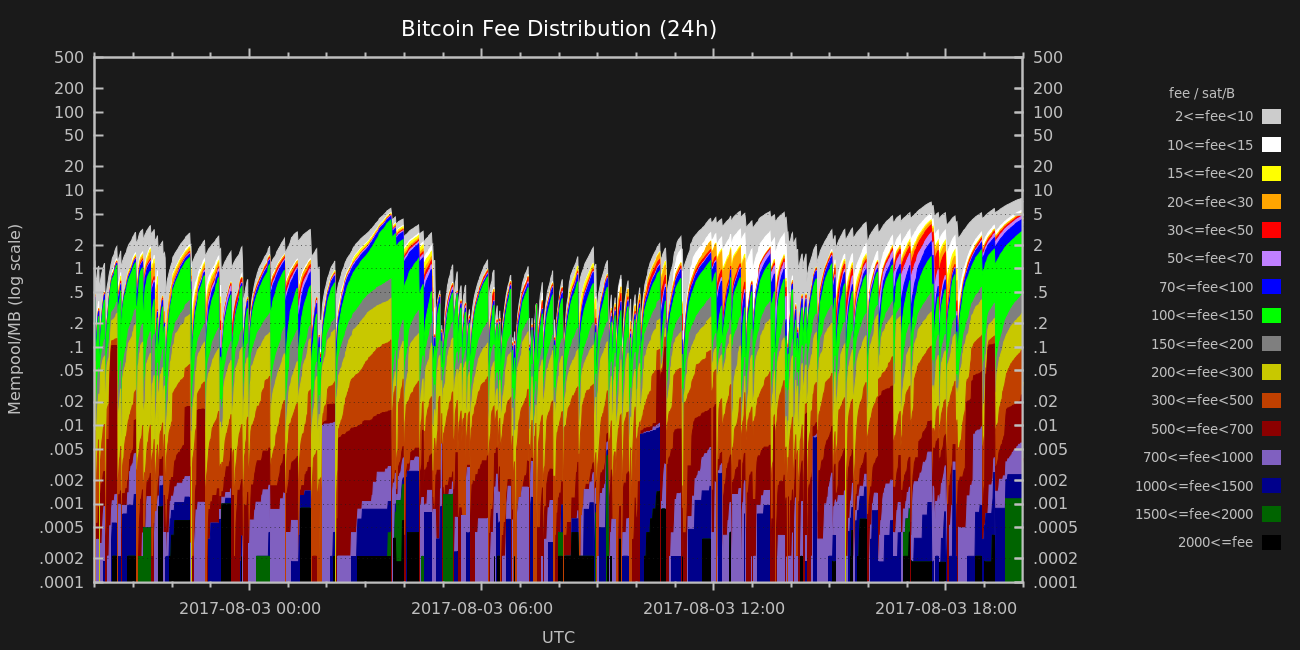 Bitcoin Fee Distribution (24h)
Mempool/MB (log scale)
500
200
100
50
20
10
5
2
1
.5
.2
.1
.05
.02
.01
.005
.002
.001
.0005
.0002
.0001
500
200
100
50
20
10
5
2
1
.5
.2
.1
.05
.02
.01
.005
.002
.001
.0005
.0002
.0001
fee / sat/B
2<=fee<10
10<=fee<15
15<=fee<20
20<=fee<30
30<=fee<50
50<=fee<70
70<=fee<100
100<=fee<150
150<=fee<200
200<=fee<300
300<=fee<500
500<=fee<700
700<=fee<1000
1000<=fee<1500
1500<=fee<2000
2000<=fee
2017-08-03 00:00
2017-08-03 06:00
2017-08-03 12:00
2017-08-03 18:00
UTC